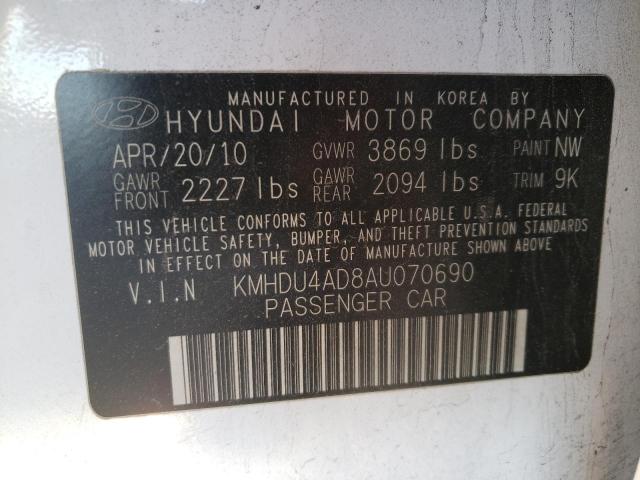 MANUFACTURED IN KOREA BY
HYUNDAI MOTOR COMPANY
APR/20/10 GVWR 3869 lbs PAINT NW
GAWR FRONT 2227 lbs GAWR REAR 2094 lbs TRIM 9K
THIS VEHICLE CONFORMS TO ALL APPLICABLE U.S.A. FEDERAL
MOTOR VEHICLE SAFETY, BUMPER, AND THEFT PREVENTION STANDARDS
IN EFFECT ON THE DATE OF MANUFACTURE SHOWN ABOVE
V.I.N KMHDU4AD8AU070690
PASSENGER CAR